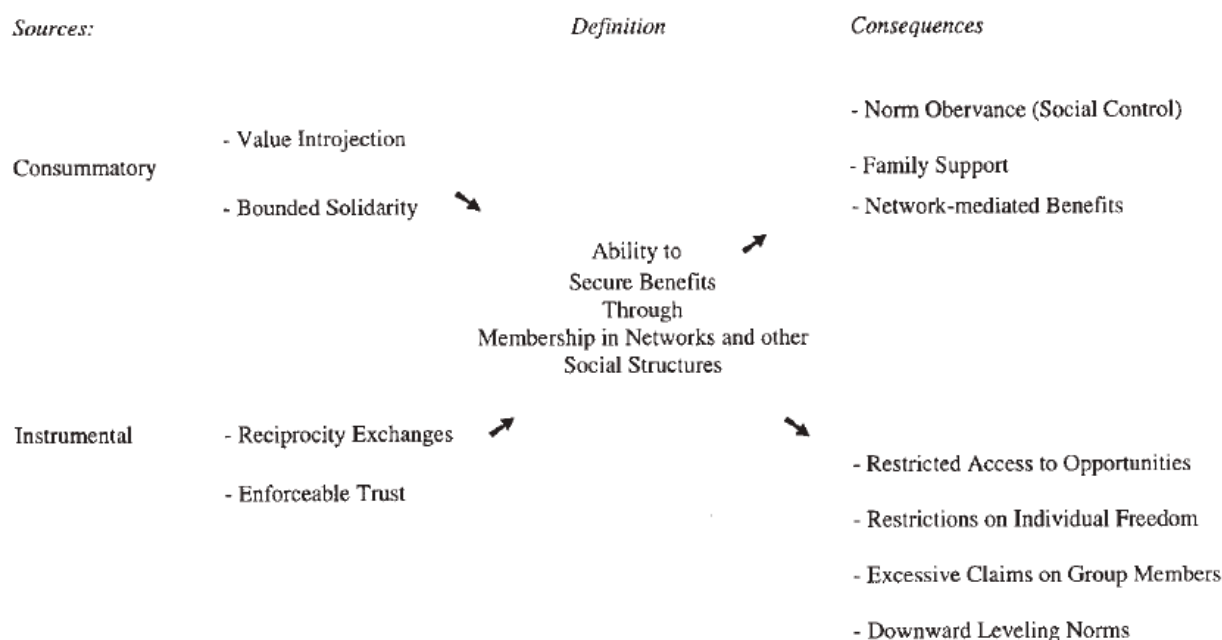 Sources:
Definition
Consequences
- Norm Obervance (Social Control)
- Value Introjection
Consummatory
- Family Support
- Bounded Solidarity
- Network-mediated Benefits
Ability to
Secure Benefits
Through
Membership in Networks and other
Social Structures
Instrumental
- Reciprocity Exchanges
- Enforceable Trust
- Restricted Access to Opportunities
- Restrictions on Individual Freedom
- Excessive Claims on Group Members
- Downward Leveling Norms